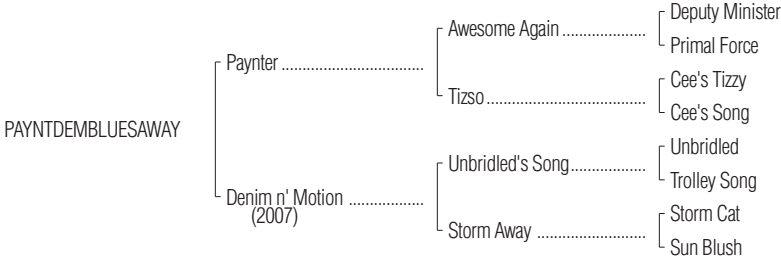 Deputy Minister
Awesome Again ......................
Primal Force
Paynter ..................................
Cee's Tizzy
Tizso ..........................................
Cee's Song
PAYNTDEMBLUESAWAY
Unbridled
Unbridled's Song....................
Trolley Song
Denim n' Motion ..................
(2007)
Storm Cat
Storm Away ............................
Sun Blush